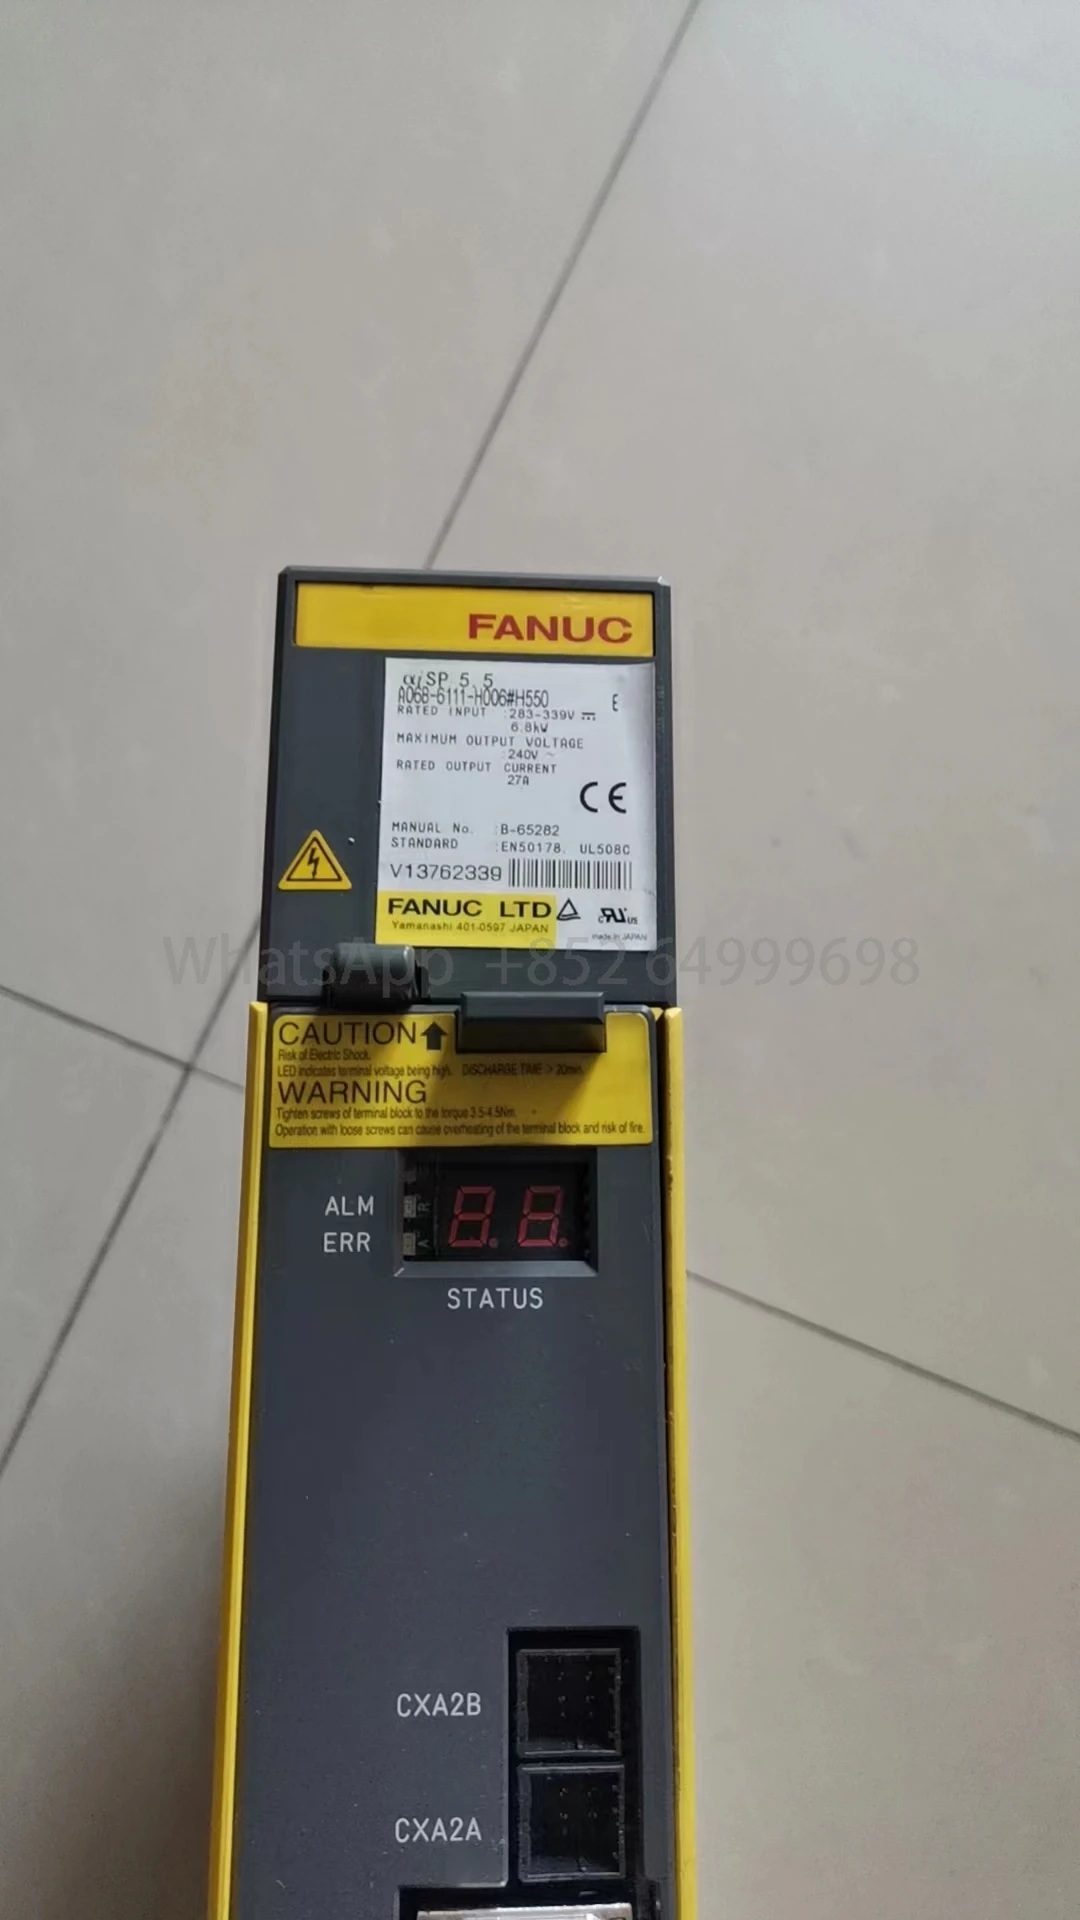 FANUC
αiSP 5.5
A06B-6111-H006#H550 E
RATED INPUT :283-339V
6.8kW
MAXIMUM OUTPUT VOLTAGE
:240V ~
RATED OUTPUT CURRENT
27A
CE
MANUAL No. :B-65282
STANDARD :EN50178, UL508C
V13762339
FANUC LTD
c us
Yamanashi 401-0597 JAPAN
made in JAPAN
WhatsApp +852 64999698
CAUTION
Risk of Electric Shock.
LED indicates terminal voltage being high. DISCHARGE TIME > 20min.
WARNING
Tighten screws of terminal block to the torque 3.5-4.5Nm.
Operation with loose screws can cause overheating of the terminal block and risk of fire.
ALM
ERR
8.8.
STATUS
CXA2B
CXA2A